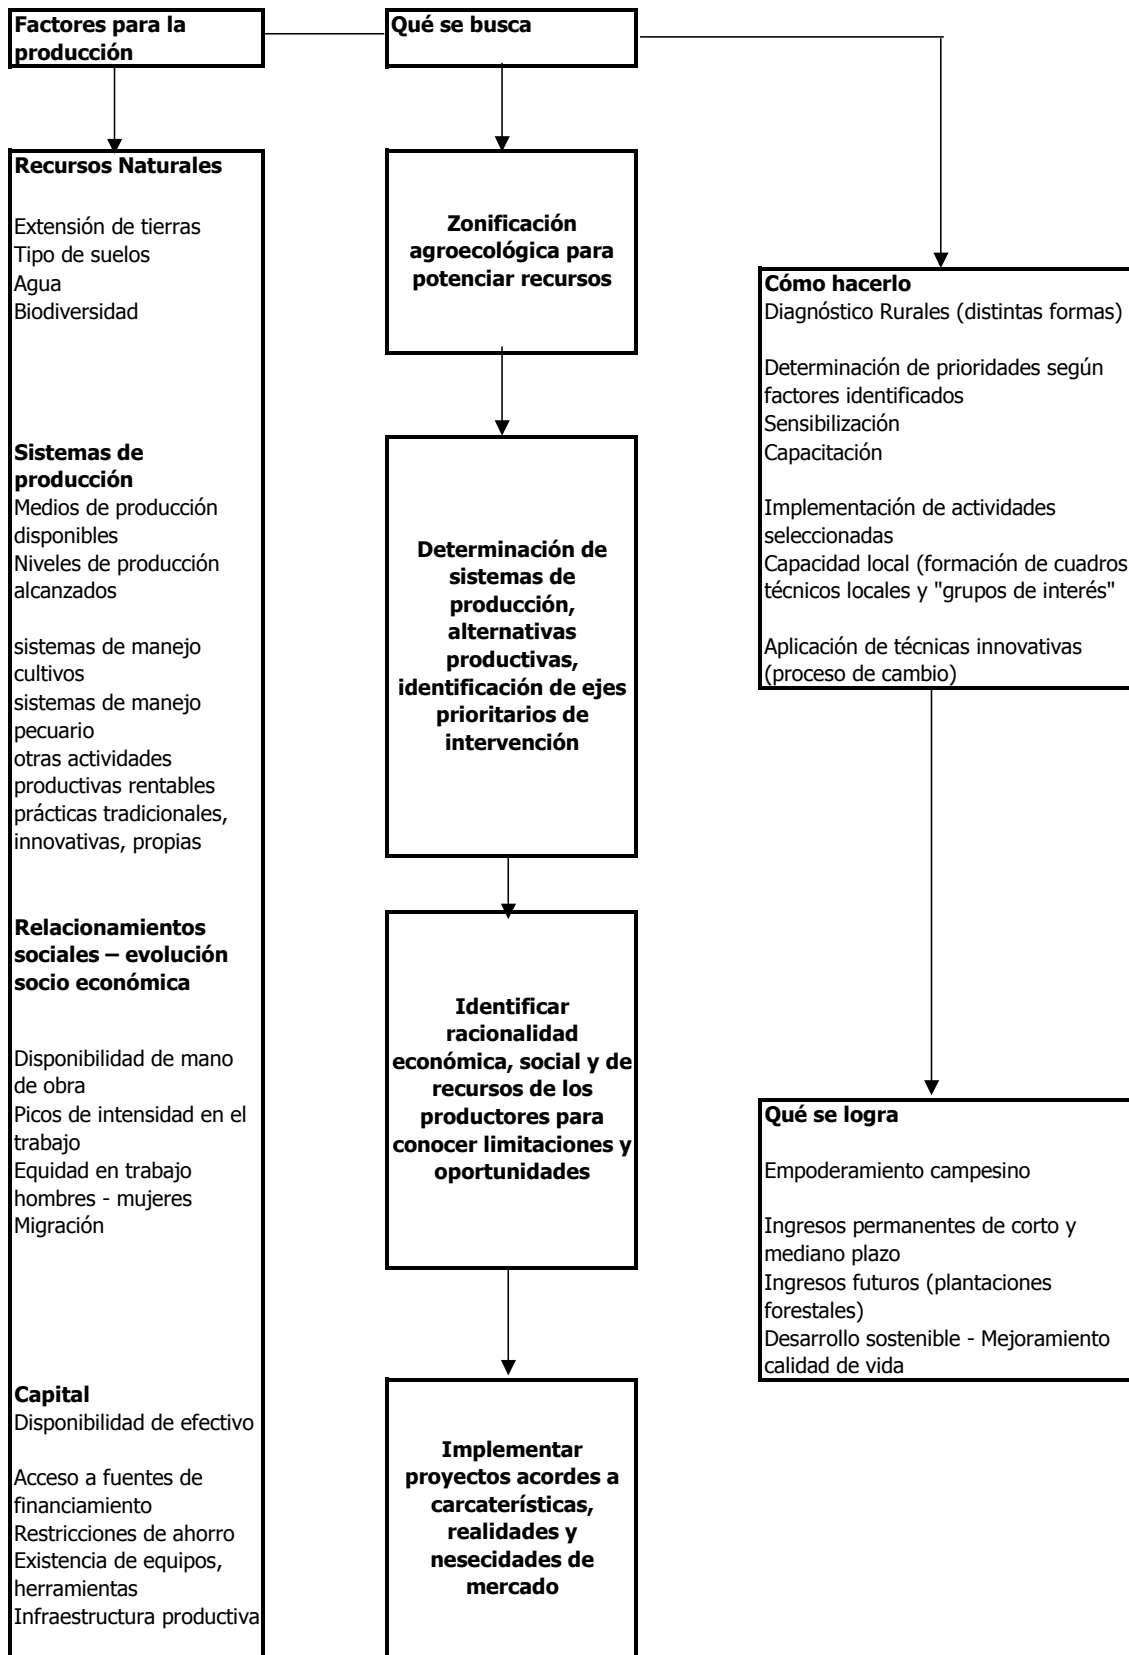 Factores para la
producción
Qué se busca
Recursos Naturales
Extensión de tierras
Tipo de suelos
Agua
Biodiversidad
Sistemas de
producción
Medios de producción
disponibles
Niveles de producción
alcanzados
sistemas de manejo
cultivos
sistemas de manejo
pecuario
otras actividades
productivas rentables
prácticas tradicionales,
innovativas, propias
Relacionamientos
sociales – evolución
socio económica
Disponibilidad de mano
de obra
Picos de intensidad en el
trabajo
Equidad en trabajo
hombres - mujeres
Migración
Capital
Disponibilidad de efectivo
Acceso a fuentes de
financiamiento
Restricciones de ahorro
Existencia de equipos,
herramientas
Infraestructura productiva
Zonificación
agroecológica para
potenciar recursos
Determinación de
sistemas de
producción,
alternativas
productivas,
identificación de ejes
prioritarios de
intervención
Identificar
racionalidad
económica, social y de
recursos de los
productores para
conocer limitaciones y
oportunidades
Implementar
proyectos acordes a
carcaterísticas,
realidades y
nesecidades de
mercado
Cómo hacerlo
Diagnóstico Rurales (distintas formas)
Determinación de prioridades según
factores identificados
Sensibilización
Capacitación
Implementación de actividades
seleccionadas
Capacidad local (formación de cuadros
técnicos locales y "grupos de interés"
Aplicación de técnicas innovativas
(proceso de cambio)
Qué se logra
Empoderamiento campesino
Ingresos permanentes de corto y
mediano plazo
Ingresos futuros (plantaciones
forestales)
Desarrollo sostenible - Mejoramiento
calidad de vida